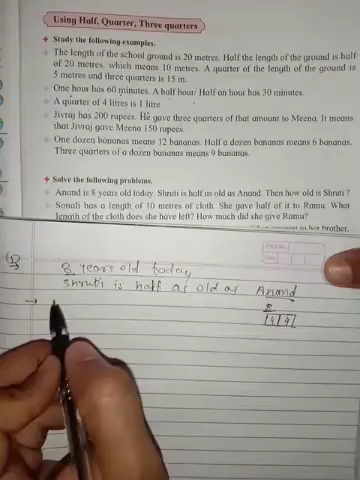 Using Half, Quarter, Three quarters
Study the following examples.
The length of the school ground is 20 metres. Half the length of the ground is half
of 20 metres, which means 10 metres. A quarter of the length of the ground is
5 metres and three quarters is 15 m.
One hour has 60 minutes. A half hour/ Half an hour has 30 minutes.
A quarter of 4 litres is 1 litre.
Jivraj has 200 rupees. He gave three quarters of that amount to Meena. It means
that Jivraj gave Meena 150 rupees.
One dozen bananas means 12 bananas. Half a dozen bananas means 6 bananas.
Three quarters of a dozen bananas means 9 bananas.
Solve the following problems.
Anand is 8 years old today. Shruti is half as old as Anand. Then how old is Shruti ?
Sonali has a length of 10 metres of cloth. She gave half of it to Ramu. What
length of the cloth does she have left? How much did she give Ramu?
to her brother.
8 years old today
Shruti is half as old as Anand
8
4 4